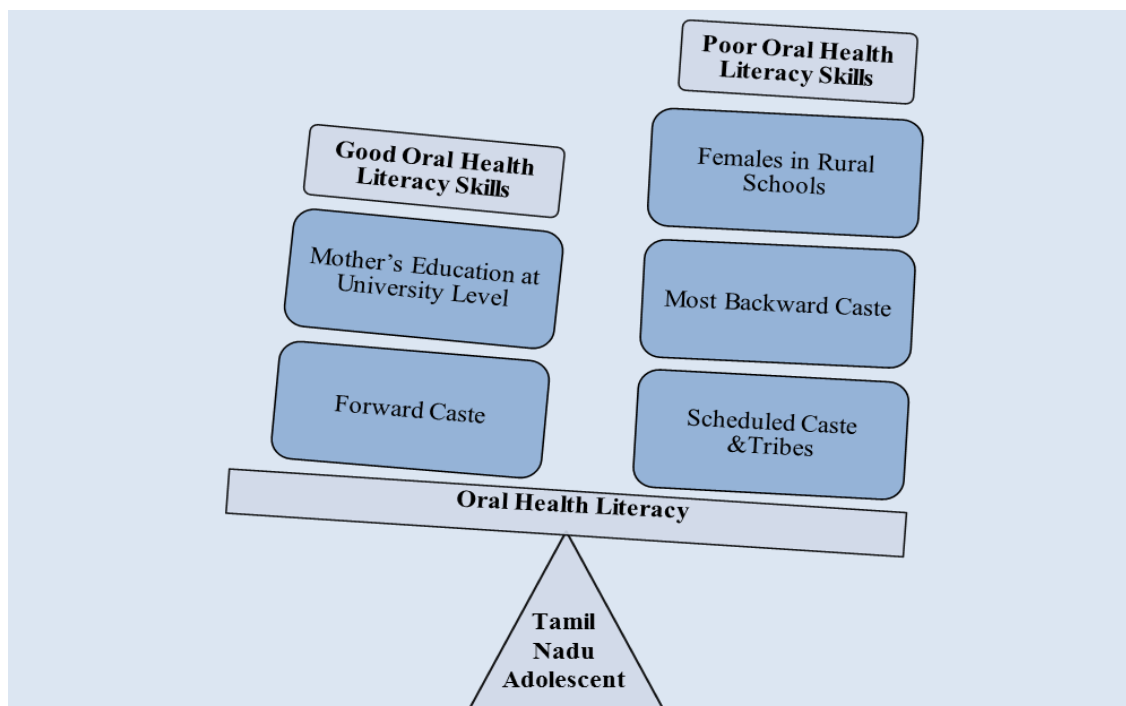 Good Oral Health
Literacy Skills
Mother’s Education at
University Level
Forward Caste
Poor Oral Health
Literacy Skills
Females in Rural
Schools
Most Backward Caste
Scheduled Caste
&Tribes
Oral Health Literacy
Tamil
Nadu
Adolescent